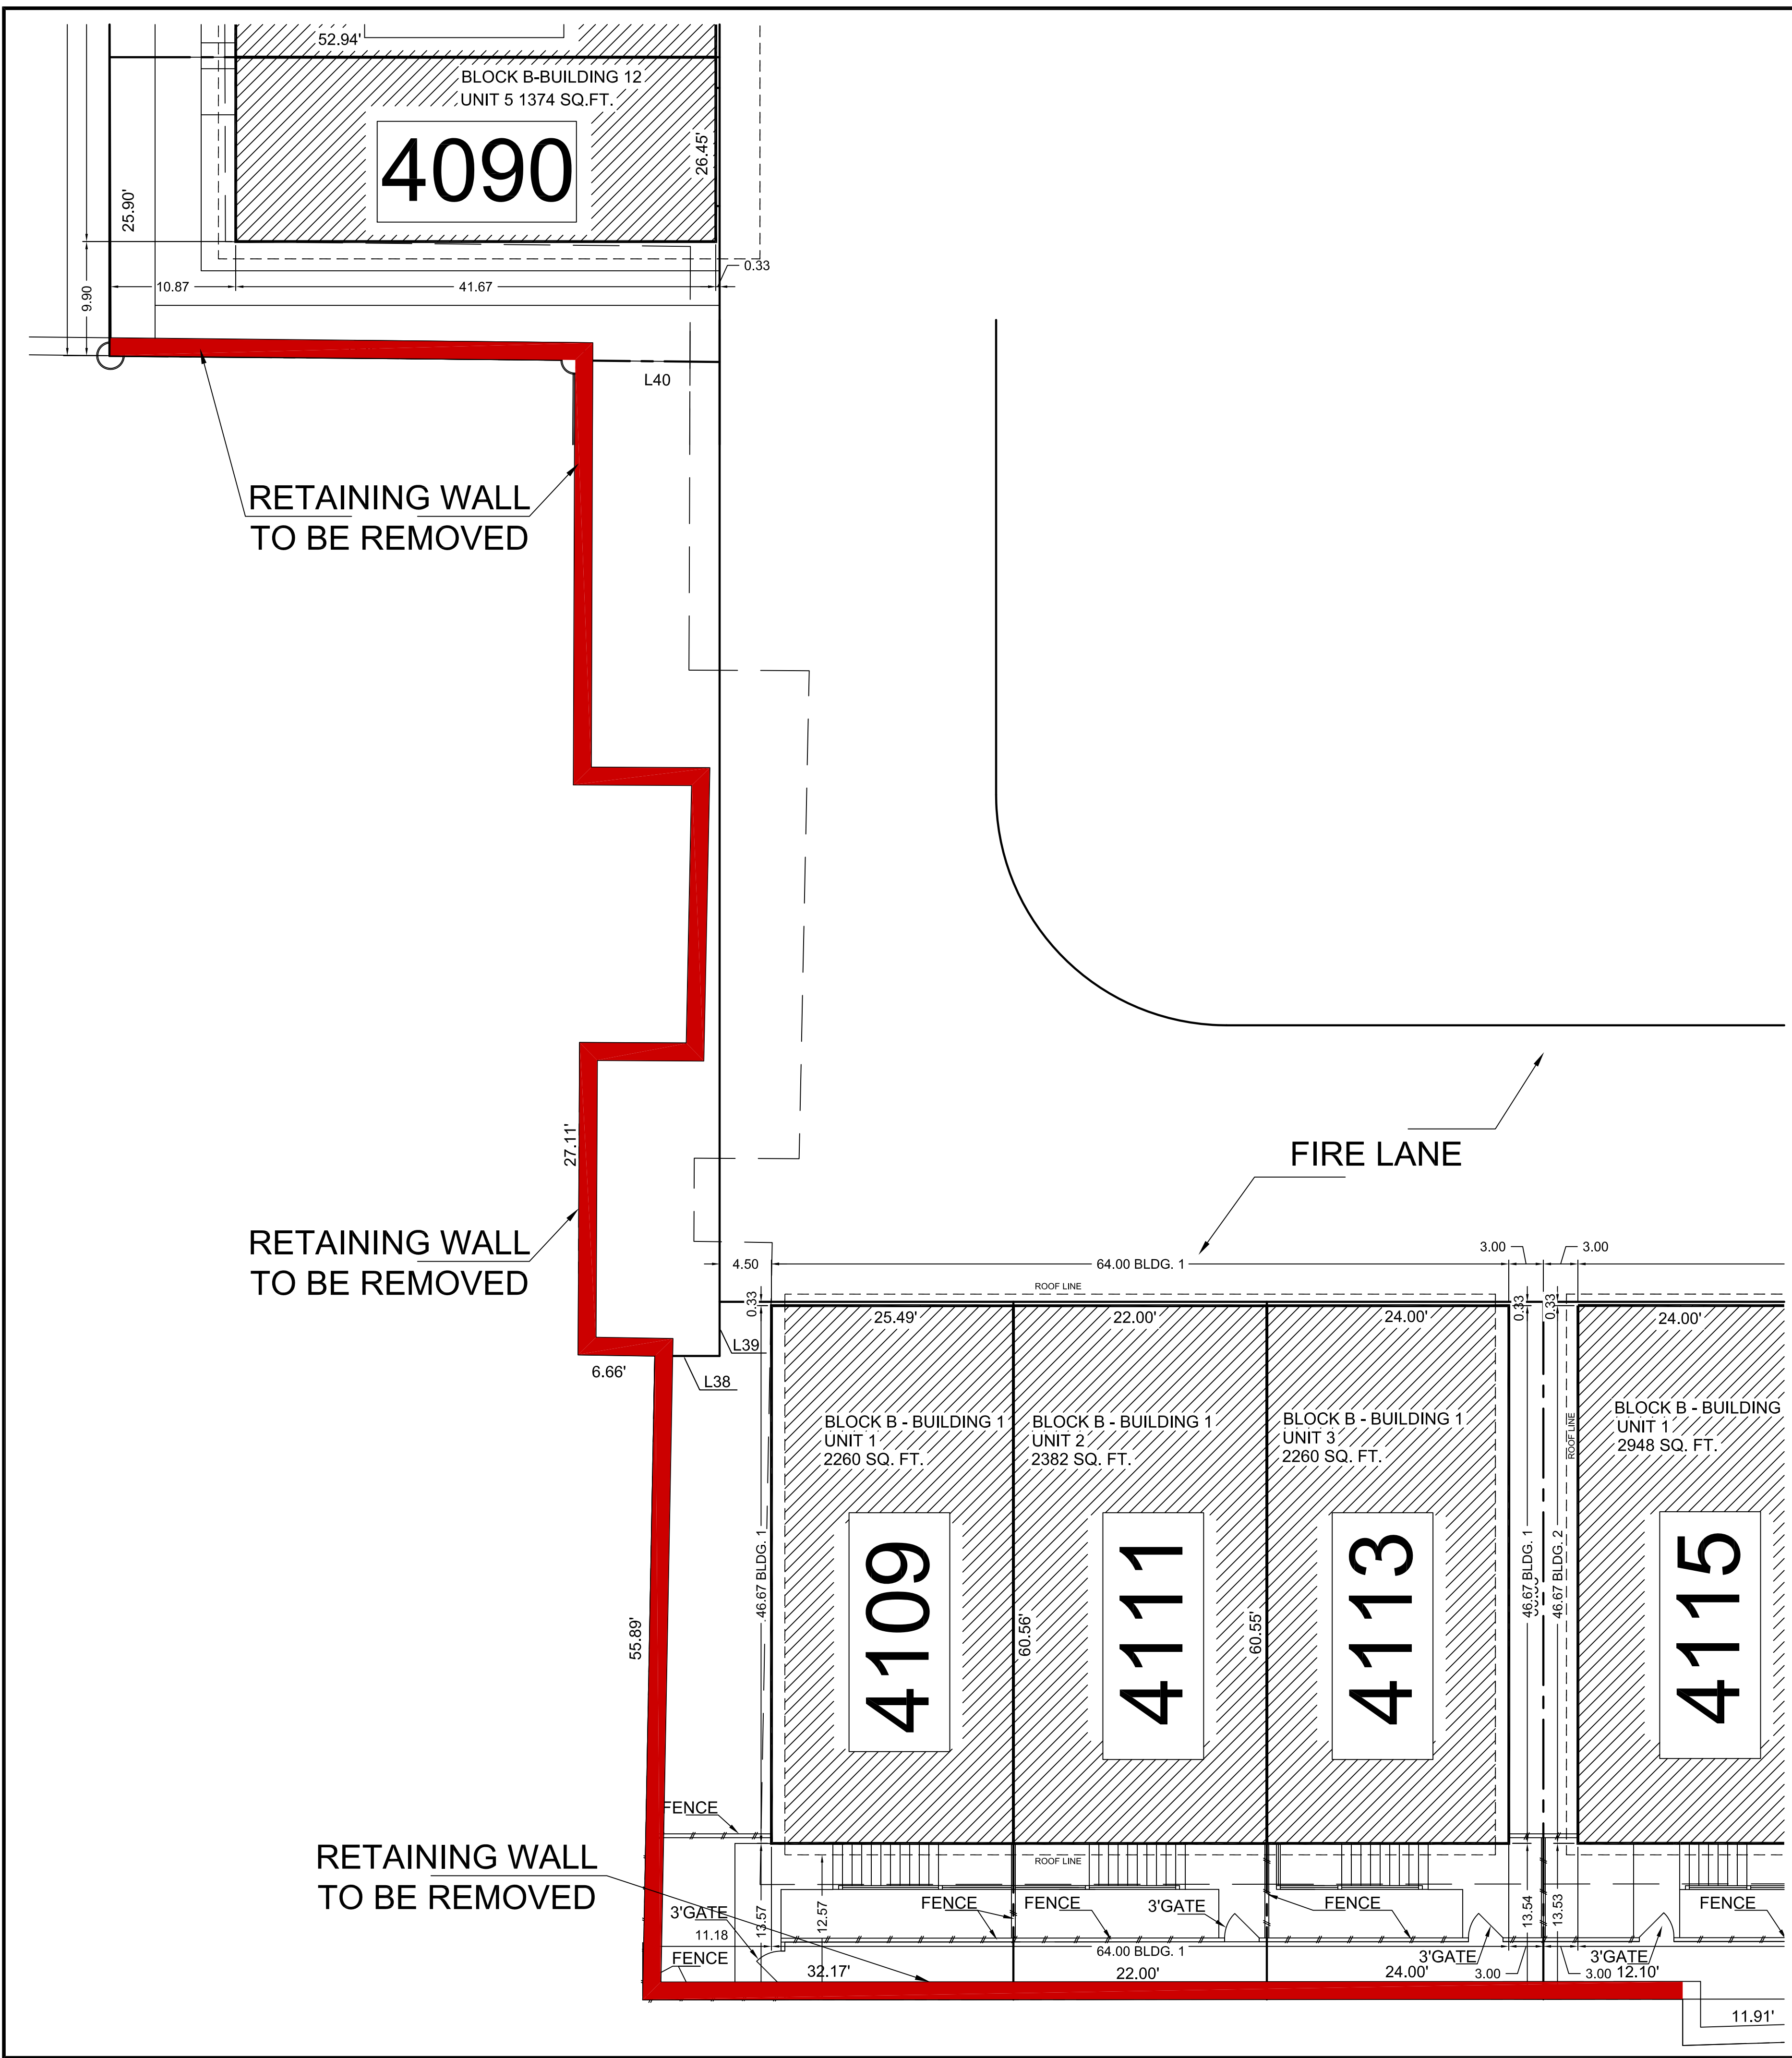 52.94'
BLOCK B-BUILDING 12
UNIT 5 1374 SQ.FT.
4090
26.45'
25.90'
9.90
10.87
41.67
0.33
L40
RETAINING WALL
TO BE REMOVED
27.11'
RETAINING WALL
TO BE REMOVED
FIRE LANE
4.50
64.00 BLDG. 1
3.00
3.00
ROOF LINE
0.33
0.33
0.33
25.49'
22.00'
24.00'
24.00'
L39
L38
6.66'
BLOCK B - BUILDING 1
UNIT 1
2260 SQ. FT.
BLOCK B - BUILDING 1
UNIT 2
2382 SQ. FT.
BLOCK B - BUILDING 1
UNIT 3
2260 SQ. FT.
ROOF LINE
BLOCK B - BUILDING
UNIT 1
2948 SQ. FT.
46.67 BLDG. 1
4109
60.56'
4111
60.55'
4113
46.67 BLDG. 1
46.67 BLDG. 2
4115
55.89'
FENCE
RETAINING WALL
TO BE REMOVED
ROOF LINE
3'GATE
11.18
13.57
12.57
FENCE
FENCE
3'GATE
FENCE
13.54
13.53
FENCE
FENCE
64.00 BLDG. 1
3'GATE
3'GATE
32.17'
22.00'
24.00'
3.00
3.00
12.10'
11.91'